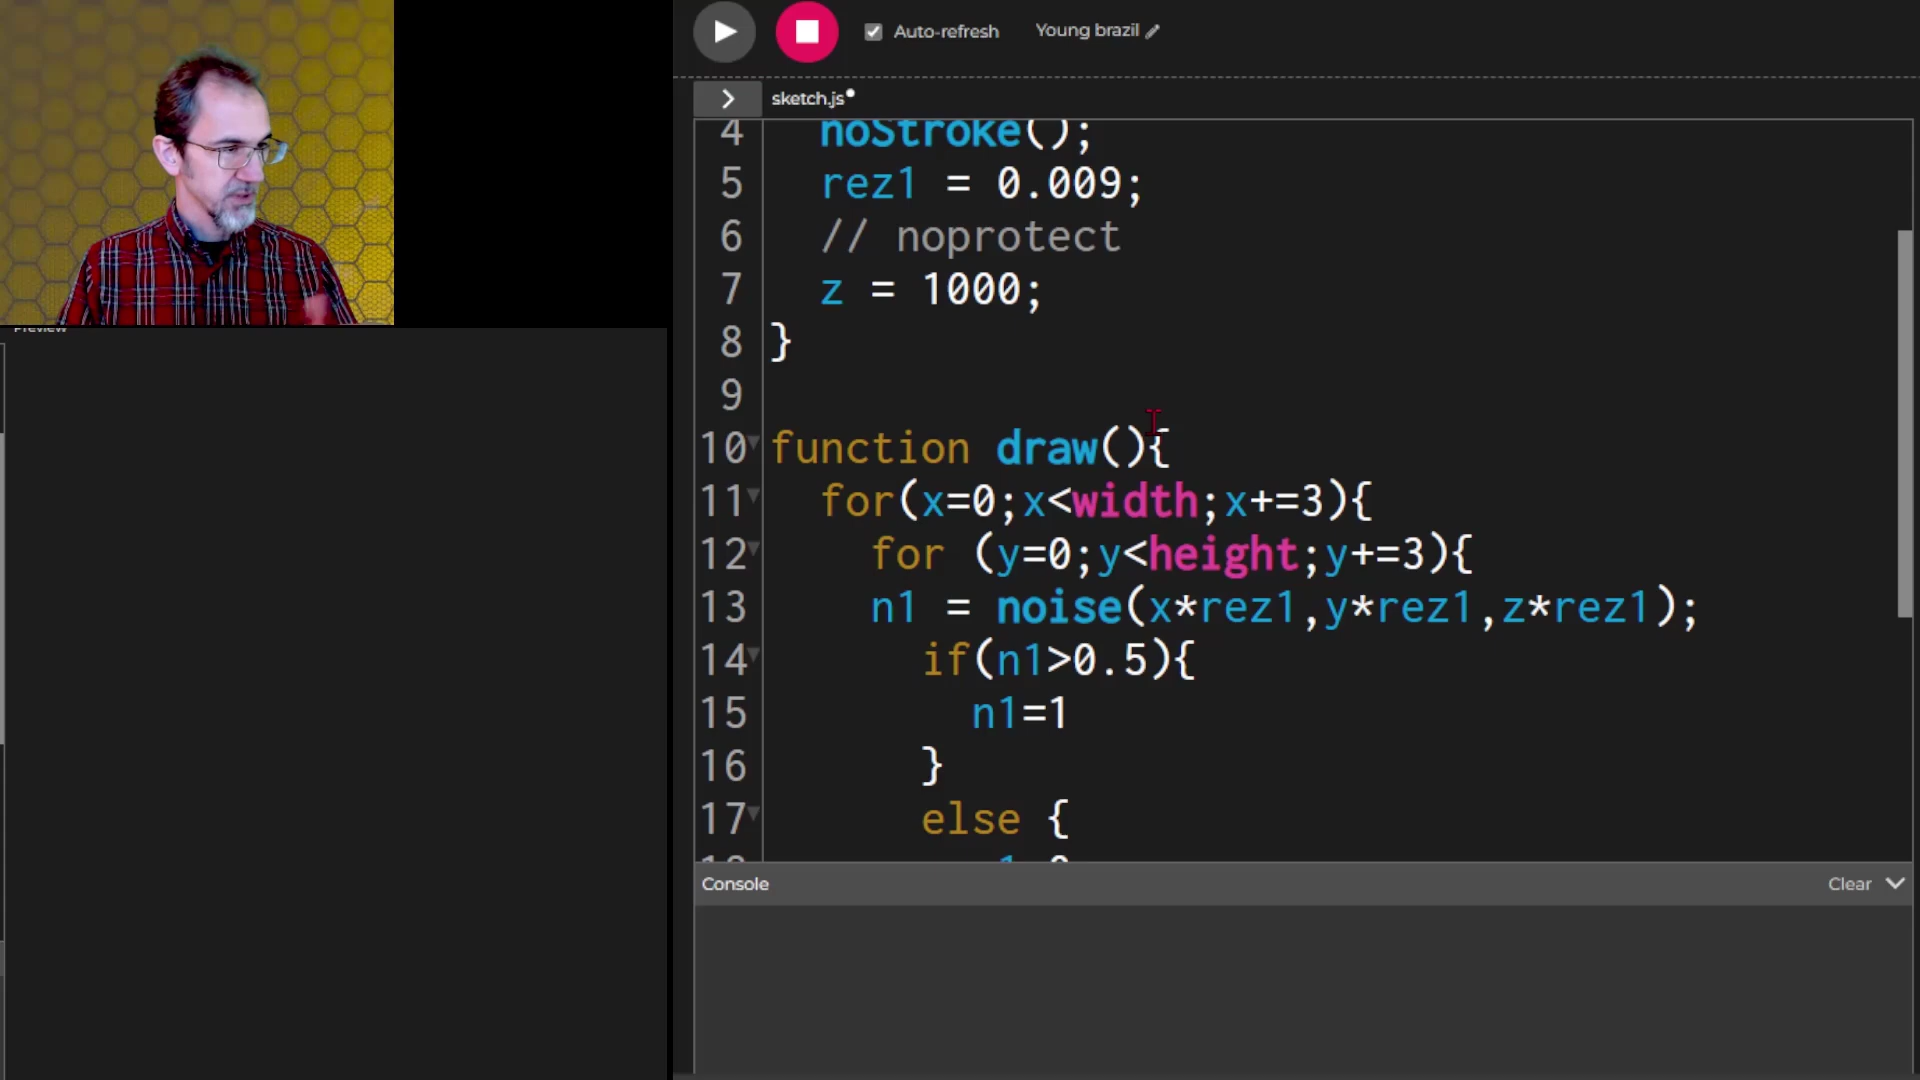 Auto-refresh
Young brazil
sketch.js
Preview
4 noStroke();
5 rez1 = 0.009;
6 // noprotect
7 z = 1000;
8 }
9
10 function draw(){
11 for(x=0;x<width;x+=3){
12 for (y=0;y<height;y+=3){
13 n1 = noise(x*rez1,y*rez1,z*rez1);
14 if(n1>0.5){
15 n1=1
16 }
17 else {
Console
Clear